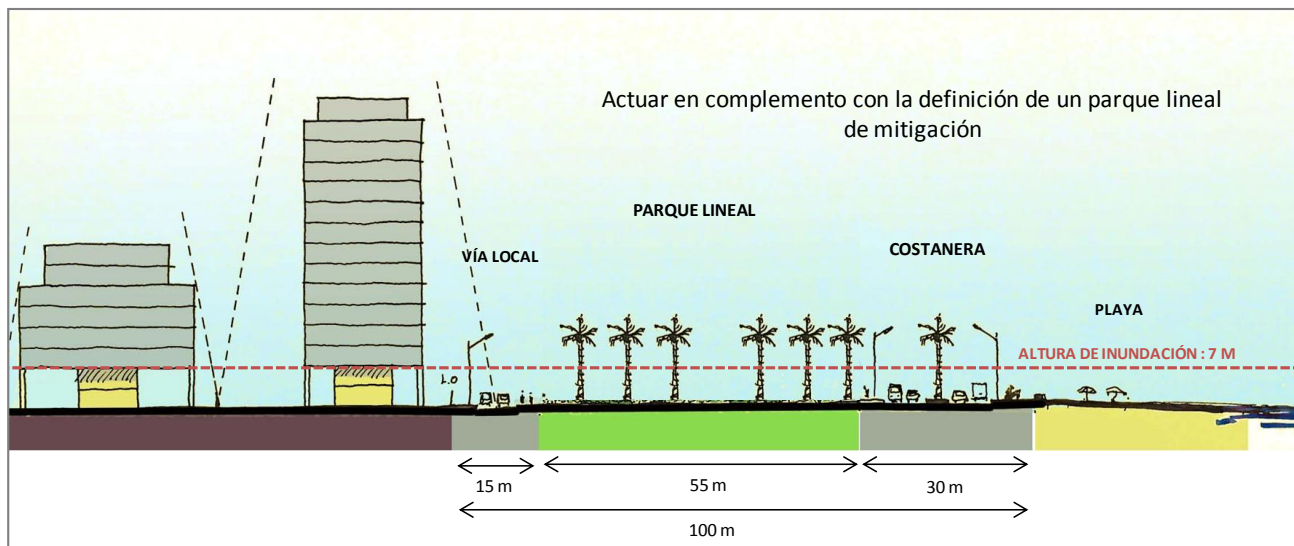 Actuar en complemento con la definición de un parque lineal
de mitigación
PARQUE LINEAL
VÍA LOCAL
COSTANERA
PLAYA
ALTURA DE INUNDACIÓN : 7 M
L.O
15 m
55 m
30 m
100 m